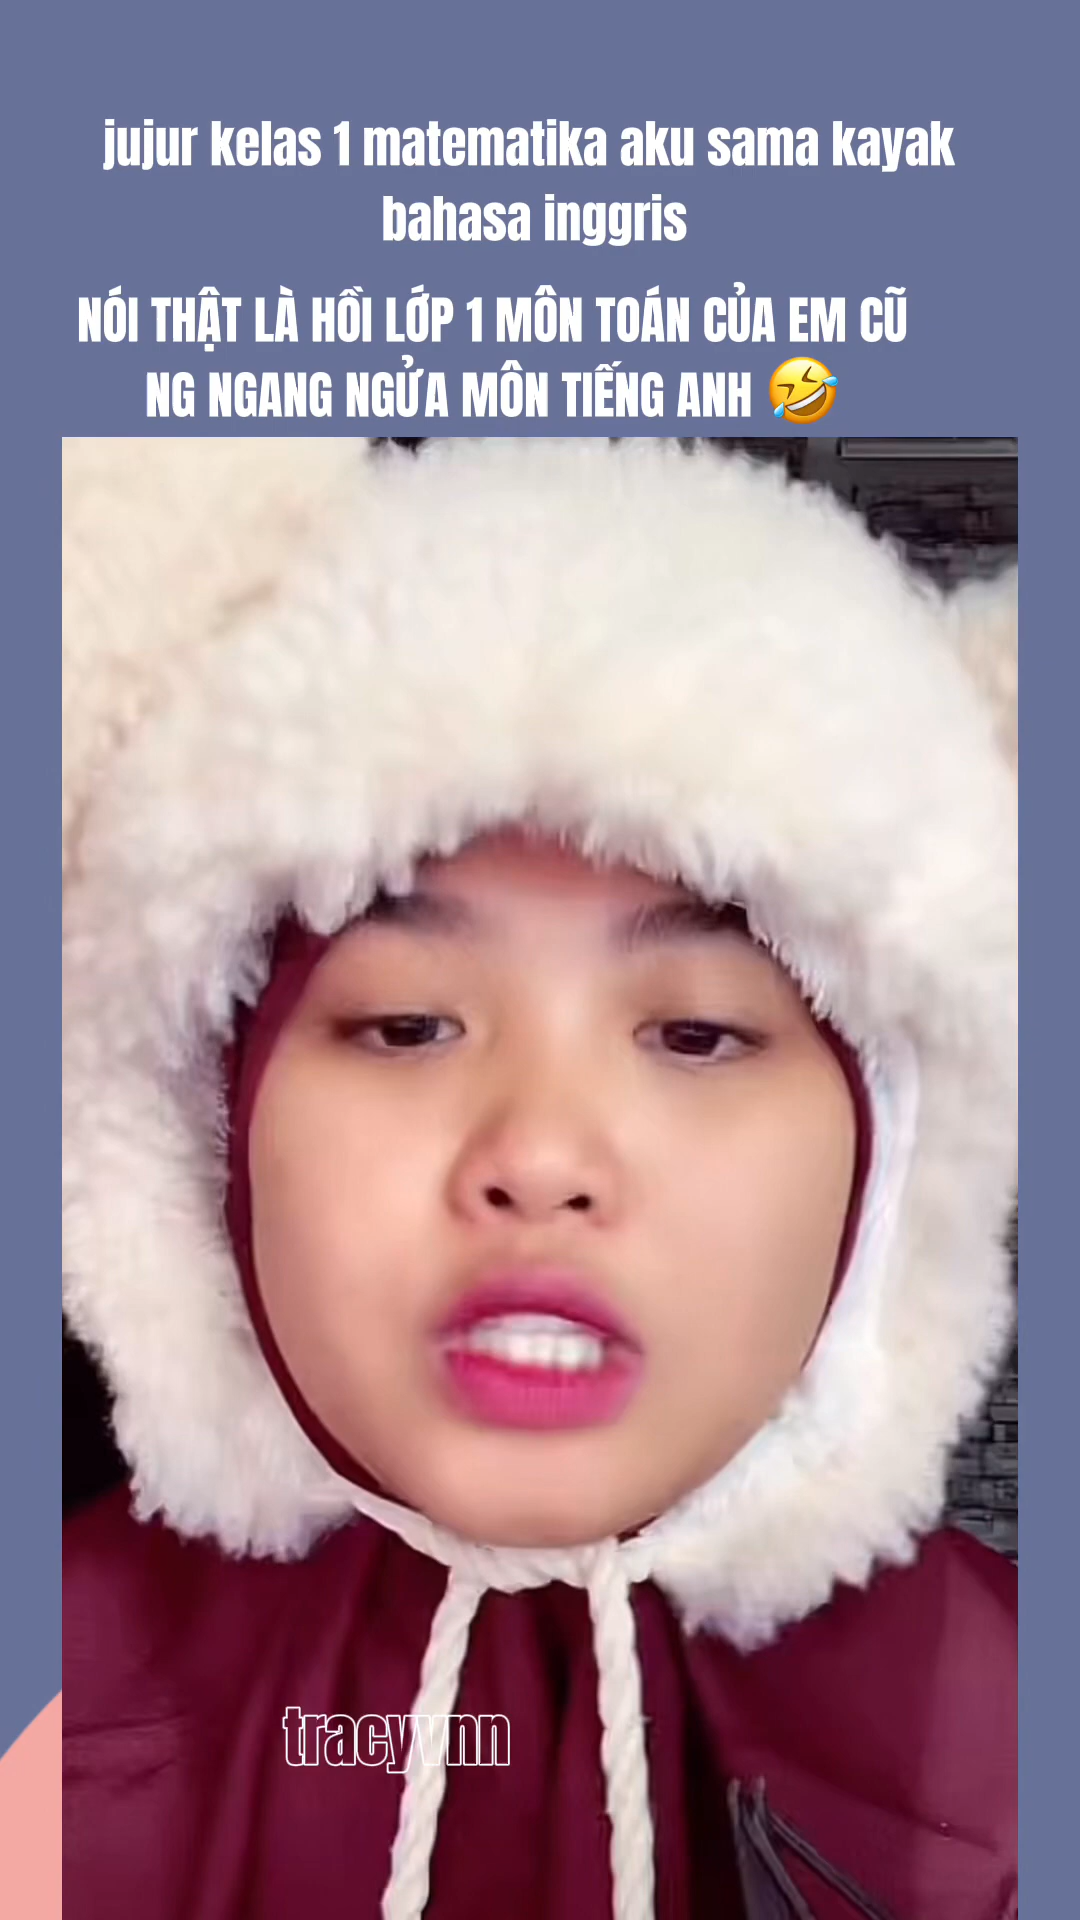 jujur kelas 1 matematika aku sama kayak
bahasa inggris
NÓI THẬT LÀ HỒI LỚP 1 MÔN TOÁN CỦA EM CŨ
NG NGANG NGỬA MÔN TIẾNG ANH 🤣
tracyvnn